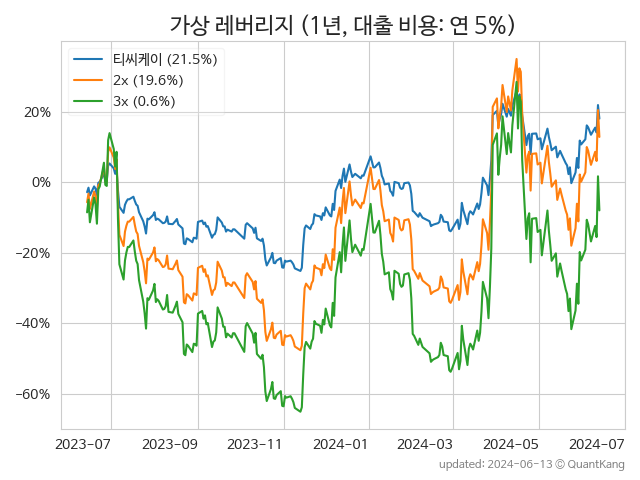 가상 레버리지 (1년, 대출 비용: 연 5%)
티씨케이 (21.5%)
2x (19.6%)
3x (0.6%)
20%
0%
−20%
−40%
−60%
2023-07 2023-09 2023-11 2024-01 2024-03 2024-05 2024-07
updated: 2024-06-13 © QuantKang